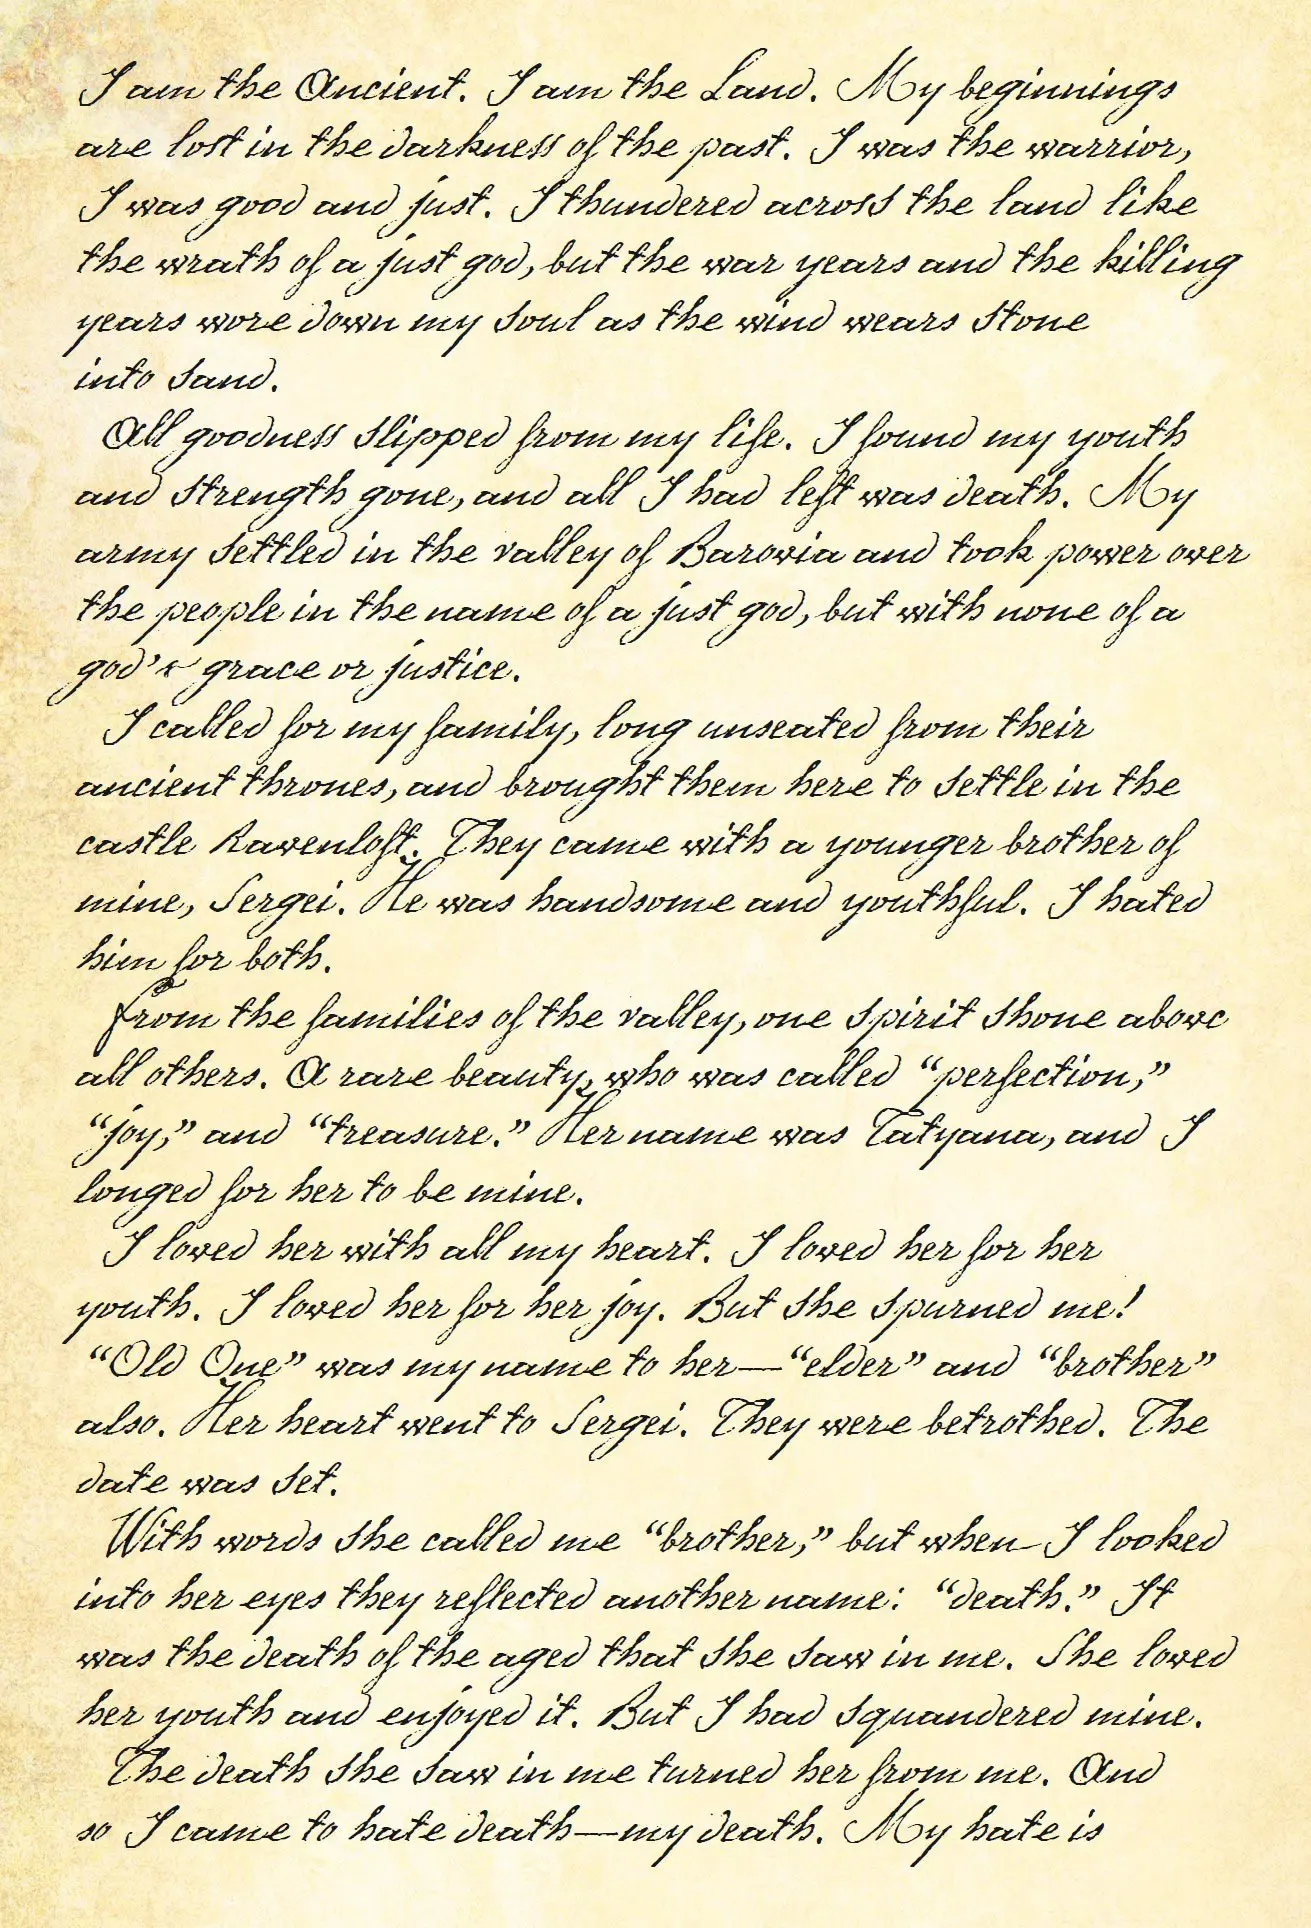 I am the Ancient. I am the Land. My beginnings
are lost in the darkness of the past. I was the warrior,
I was good and just. I thundered across the land like
the wrath of a just god, but the war years and the killing
years wore down my soul as the wind wears stone
into sand.
All goodness slipped from my life. I found my youth
and strength gone, and all I had left was death. My
army settled in the valley of Barovia and took power over
the people in the name of a just god, but with none of a
god's grace or justice.
I called for my family, long unseated from their
ancient thrones, and brought them here to settle in the
castle Ravenloft. They came with a younger brother of
mine, Sergei. He was handsome and youthful. I hated
him for both.
From the families of the valley, one spirit shone above
all others. A rare beauty, who was called “perfection,”
“joy,” and “treasure.” Her name was Tatyana, and I
longed for her to be mine.
I loved her with all my heart. I loved her for her
youth. I loved her for her joy. But she spurned me!
“Old One” was my name to her—“elder” and “brother”
also. Her heart went to Sergei. They were betrothed. The
date was set.
With words she called me “brother,” but when I looked
into her eyes they reflected another name: “death.” It
was the death of the aged that she saw in me. She loved
her youth and enjoyed it. But I had squandered mine.
The death she saw in me turned her from me. And
so I came to hate death—my death. My hate is